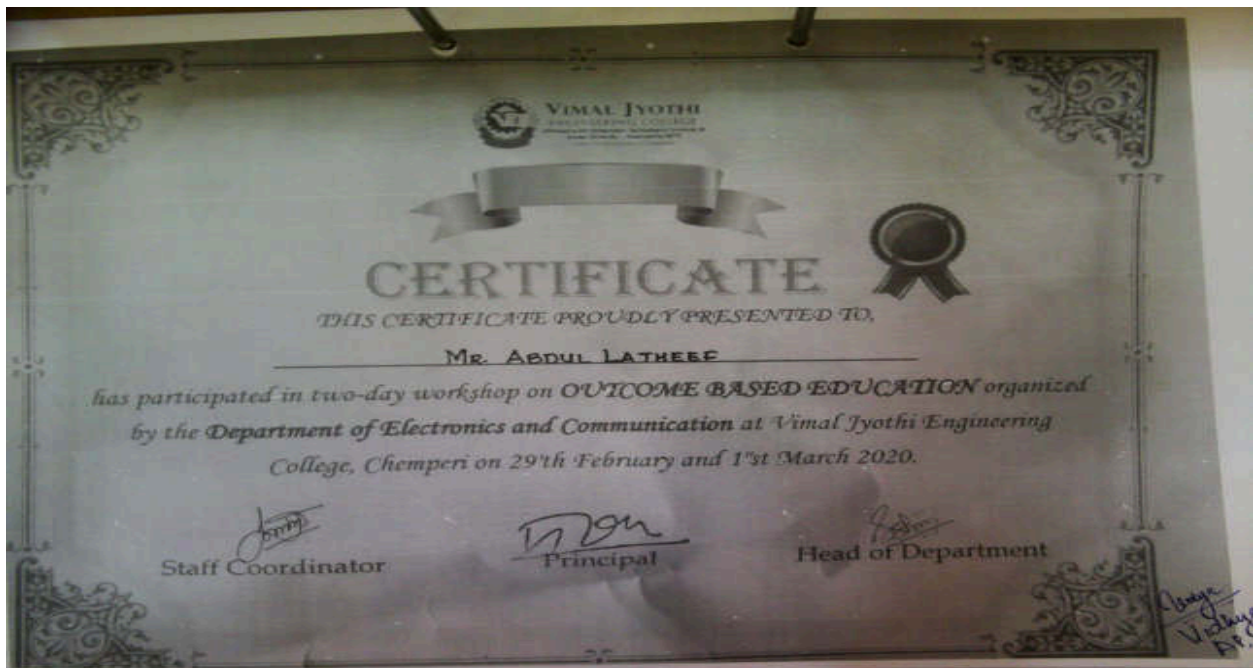 VIMAL JYOTHI
ENGINEERING COLLEGE
CERTIFICATE
THIS CERTIFICATE PROUDLY PRESENTED TO,
MR. ABDUL LATHEEF
has participated in two-day workshop on OUTCOME BASED EDUCATION organized
by the Department of Electronics and Communication at Vimal Jyothi Engineering
College, Chemperi on 29'th February and 1"st March 2020.
Staff Coordinator
Principal
Head of Department